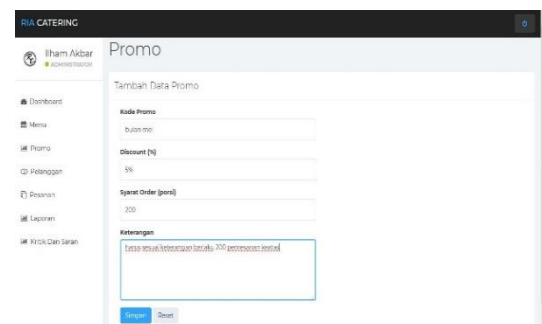 RIA CATERING
Ilham Akbar
ADMINISTRATOR
Dashboard
Menu
Promo
Pelanggan
Pesanan
Laporan
Kritik Dan Saran
Promo
Tambah Data Promo
Kode Promo
bulan mei
Discount (%)
5%
Syarat Order (porsi)
200
Keterangan
harga sesuai keterangan berlaku 200 pemesanan keatas
Simpan Reset